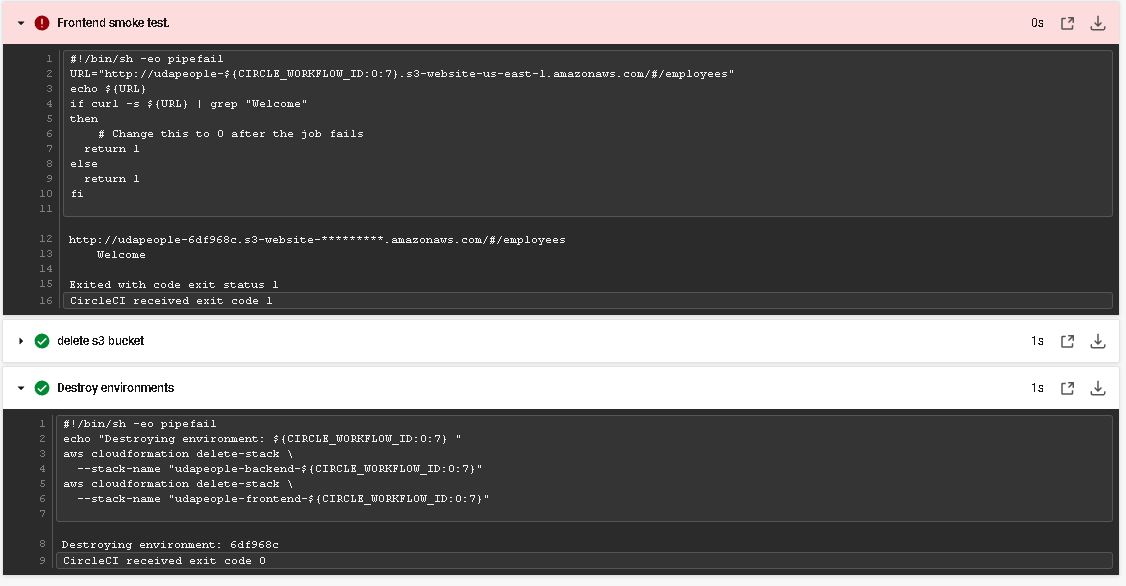 Frontend smoke test. 0s
1 #!/bin/sh -eo pipefail
2 URL="http://udapeople-${CIRCLE_WORKFLOW_ID:0:7}.s3-website-us-east-1.amazonaws.com/#/employees"
3 echo ${URL}
4 if curl -s ${URL} | grep "Welcome"
5 then
6 # Change this to 0 after the job fails
7 return 1
8 else
9 return 1
10 fi
11
12 http://udapeople-6df968c.s3-website-*********.amazonaws.com/#/employees
13 Welcome
14
15 Exited with code exit status 1
16 CircleCI received exit code 1
delete s3 bucket 1s
Destroy environments 1s
1 #!/bin/sh -eo pipefail
2 echo "Destroying environment: ${CIRCLE_WORKFLOW_ID:0:7} "
3 aws cloudformation delete-stack \
4 --stack-name "udapeople-backend-${CIRCLE_WORKFLOW_ID:0:7}"
5 aws cloudformation delete-stack \
6 --stack-name "udapeople-frontend-${CIRCLE_WORKFLOW_ID:0:7}"
7
8 Destroying environment: 6df968c
9 CircleCI received exit code 0